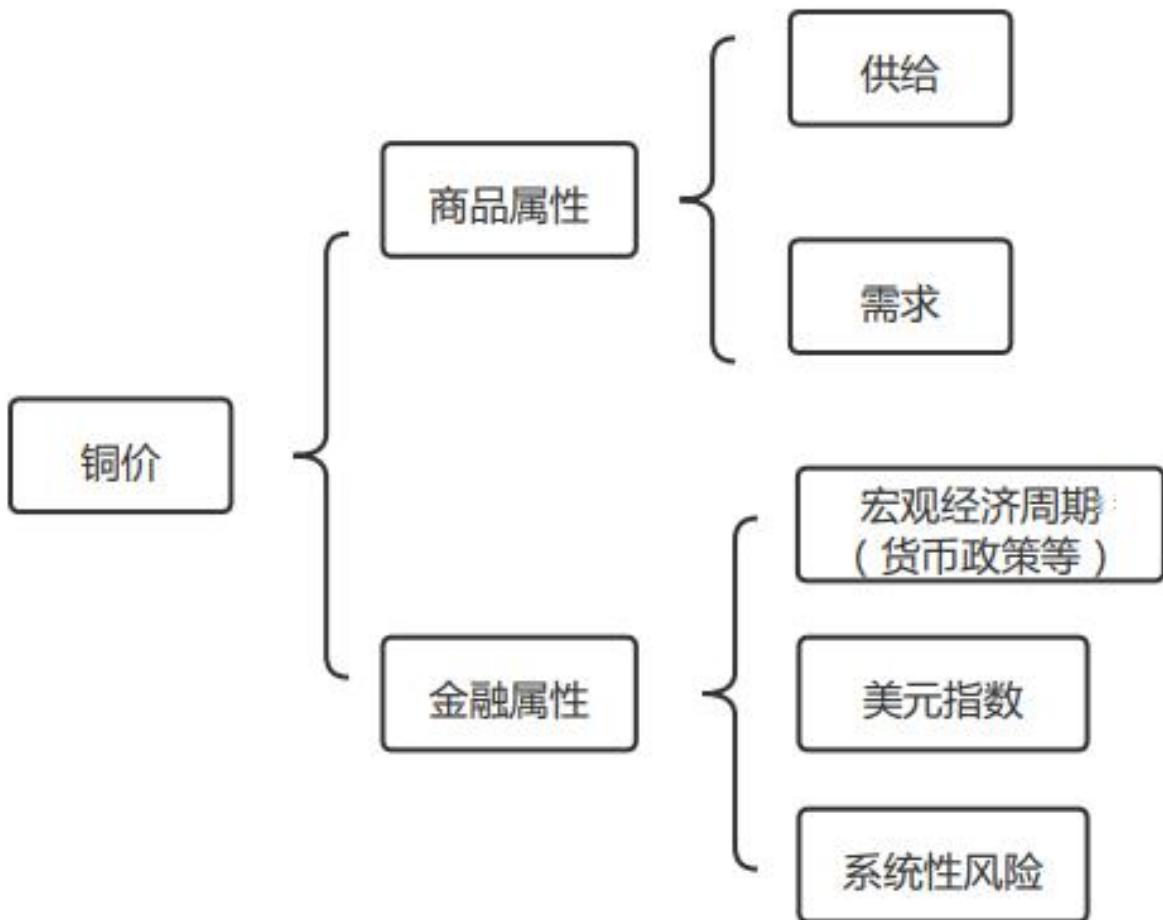 供给
商品属性
需求
铜价
宏观经济周期
（货币政策等）
金融属性
美元指数
系统性风险